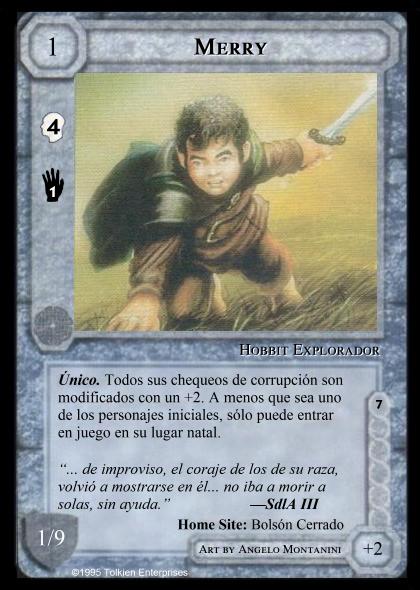 1
MERRY
4
1
HOBBIT EXPLORADOR
Único. Todos sus chequeos de corrupción son
modificados con un +2. A menos que sea uno
de los personajes iniciales, sólo puede entrar
en juego en su lugar natal.
7
“... de improviso, el coraje de los de su raza,
volvió a mostrarse en él... no iba a morir a
solas, sin ayuda.” —SdlA III
Home Site: Bolsón Cerrado
1/9
ART BY ANGELO MONTANINI
+2
©1995 Tolkien Enterprises